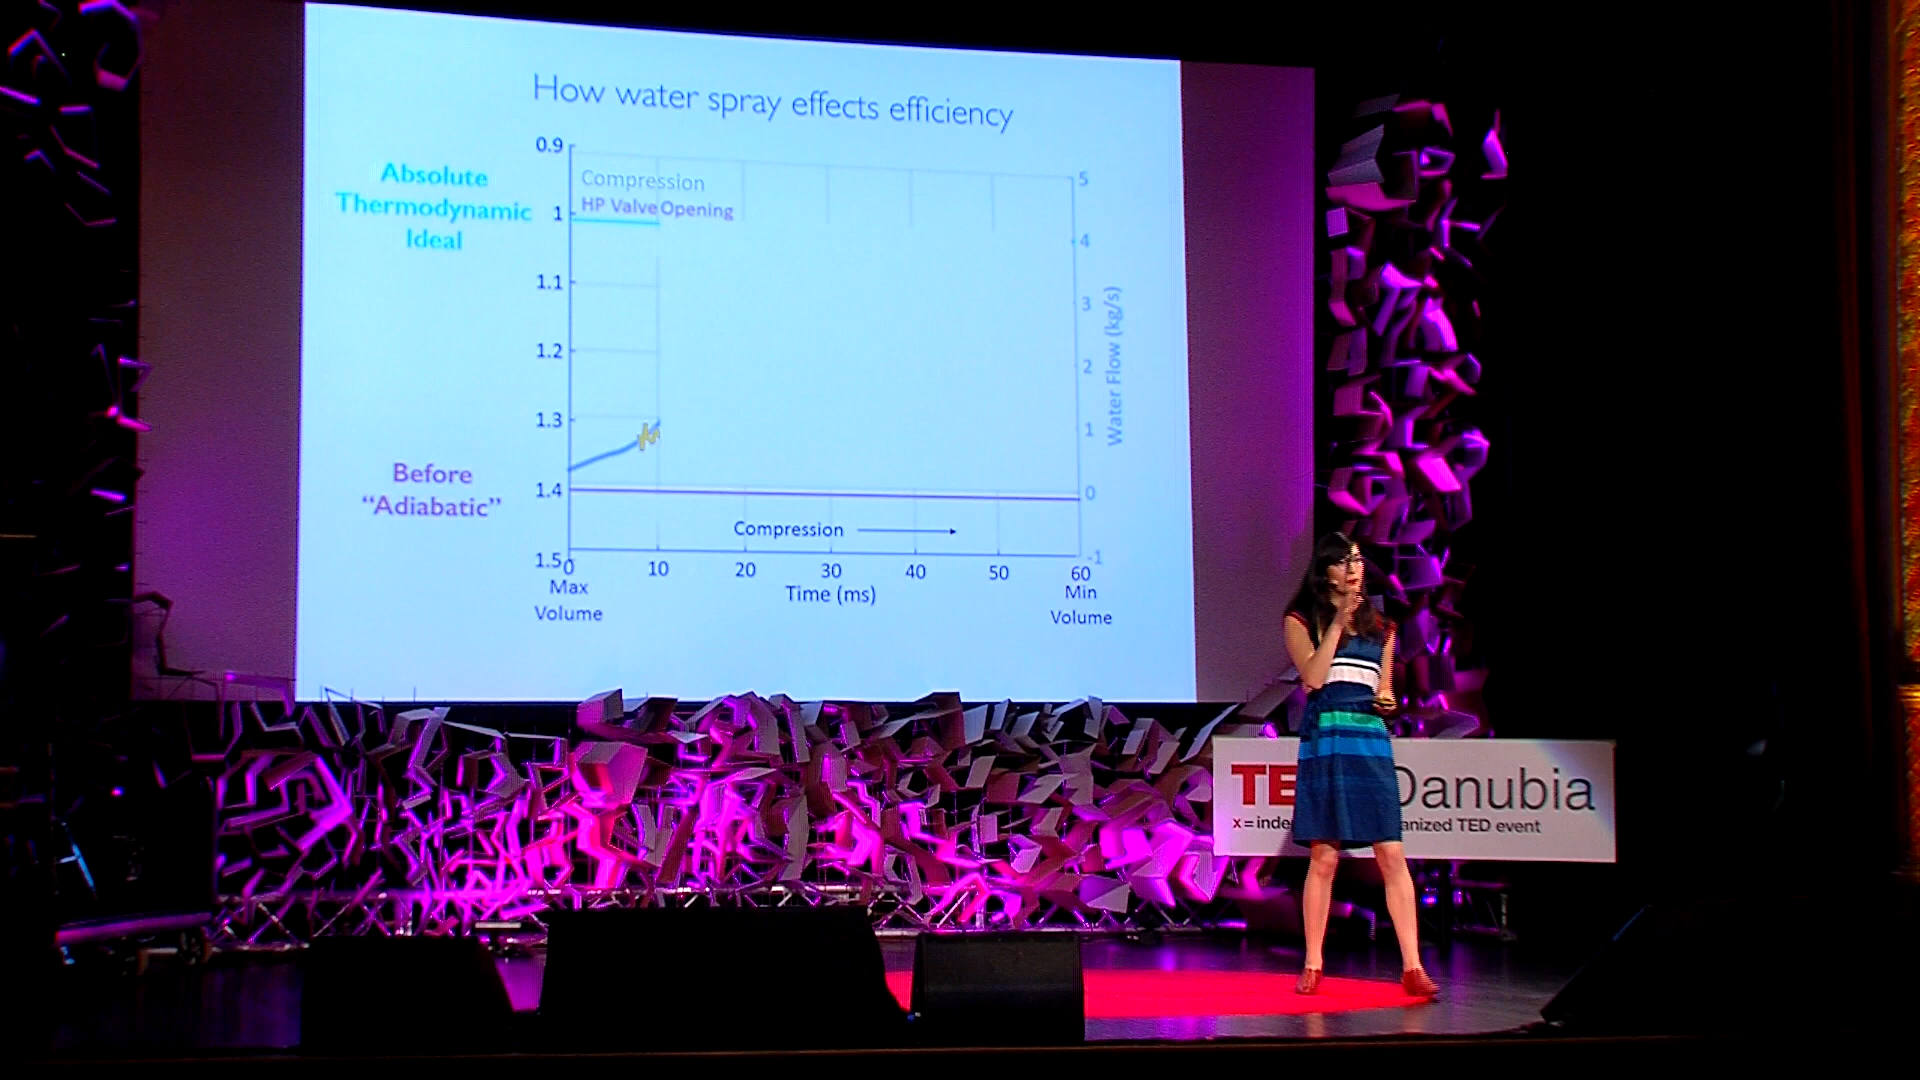 How water spray effects efficiency
Absolute
Thermodynamic
Ideal
Before
“Adiabatic”
0.9
1
1.1
1.2
1.3
1.4
1.5
Compression
HP Valve Opening
5
4
3
2
1
0
-1
Water Flow (kg/s)
Compression
0
10
20
30
40
50
60
Max
Volume
Time (ms)
Min
Volume
TE Danubia
x = inde anized TED event